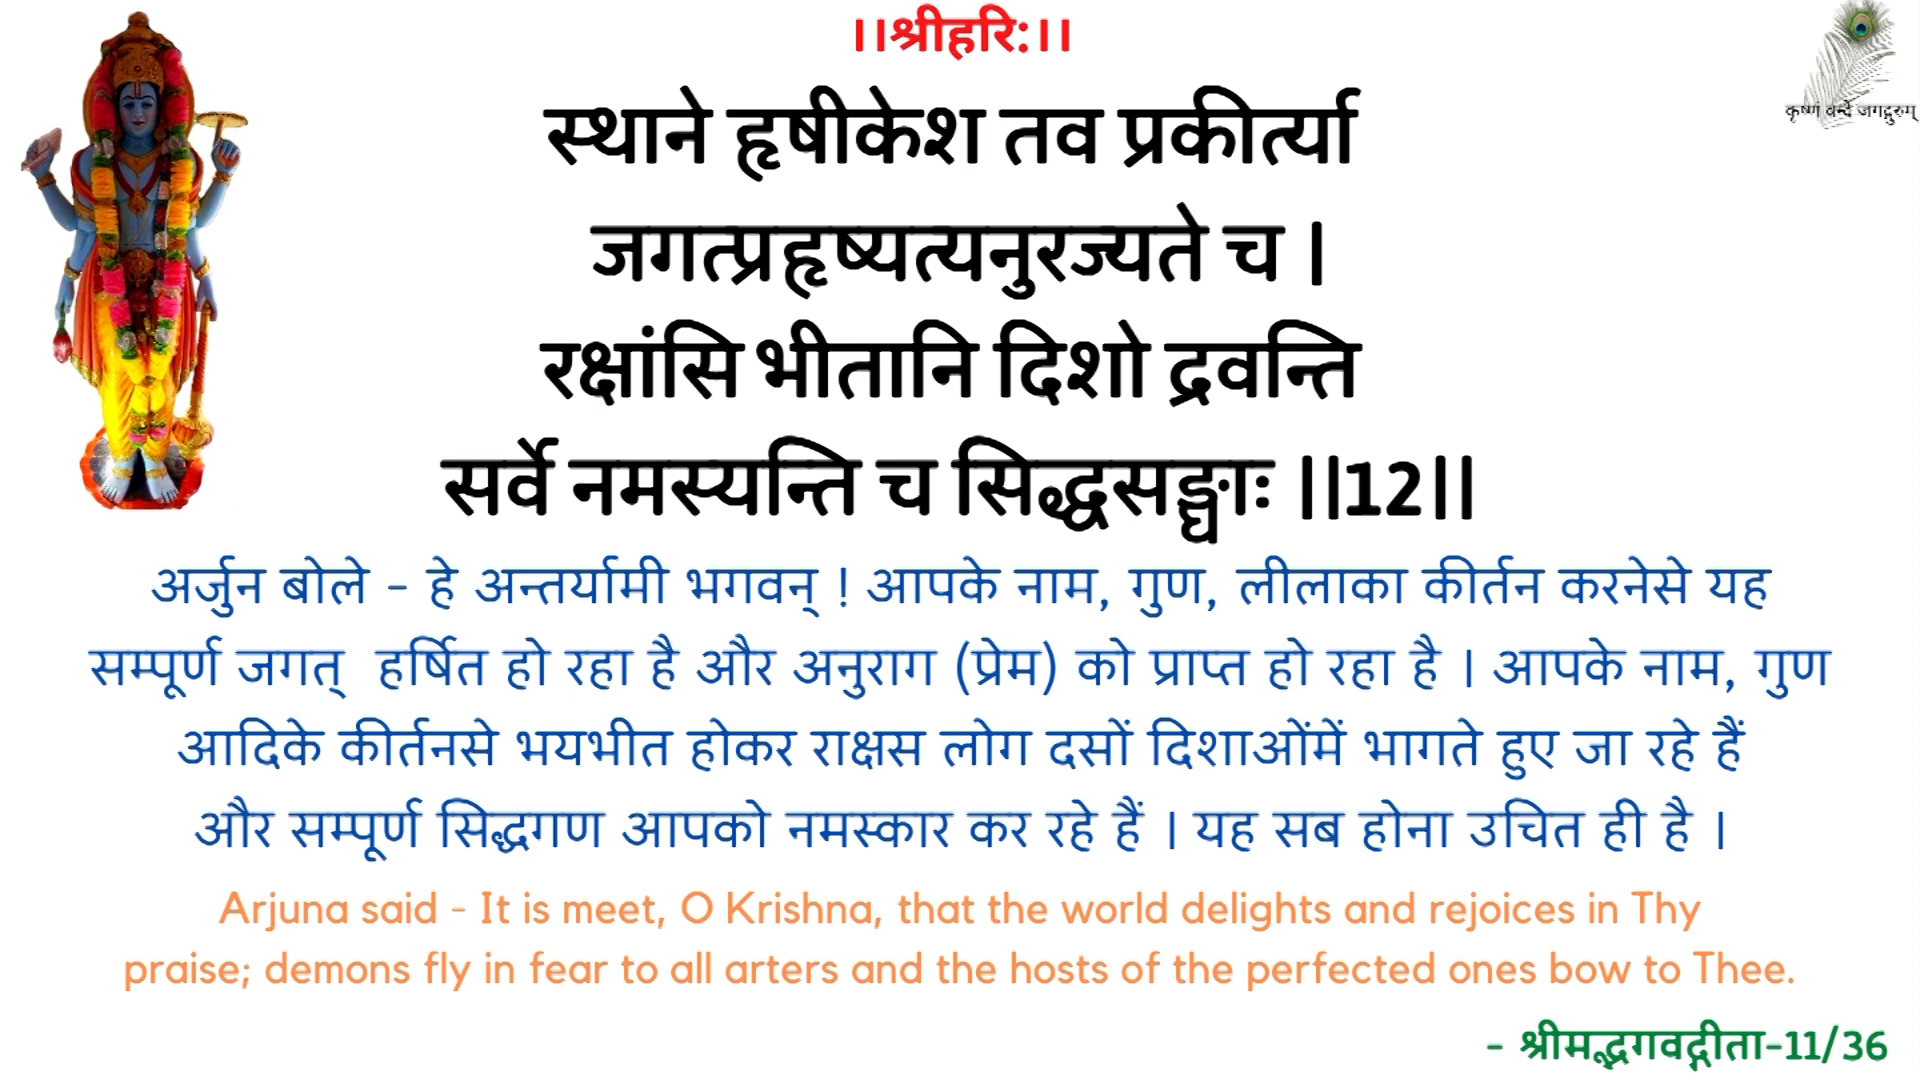 ।।श्रीहरि:।।
कृष्णं वन्दे जगद्गुरुम्
स्थाने हृषीकेश तव प्रकीर्त्या
जगत्प्रहृष्यत्यनुरज्यते च |
रक्षांसि भीतानि दिशो द्रवन्ति
सर्वे नमस्यन्ति च सिद्धसङ्घाः ||12||
अर्जुन बोले - हे अन्तर्यामी भगवन् ! आपके नाम, गुण, लीलाका कीर्तन करनेसे यह
सम्पूर्ण जगत् हर्षित हो रहा है और अनुराग (प्रेम) को प्राप्त हो रहा है । आपके नाम, गुण
आदिके कीर्तनसे भयभीत होकर राक्षस लोग दसों दिशाओंमें भागते हुए जा रहे हैं
और सम्पूर्ण सिद्धगण आपको नमस्कार कर रहे हैं । यह सब होना उचित ही है ।
Arjuna said - It is meet, O Krishna, that the world delights and rejoices in Thy
praise; demons fly in fear to all arters and the hosts of the perfected ones bow to Thee.
- श्रीमद्भगवद्गीता-11/36